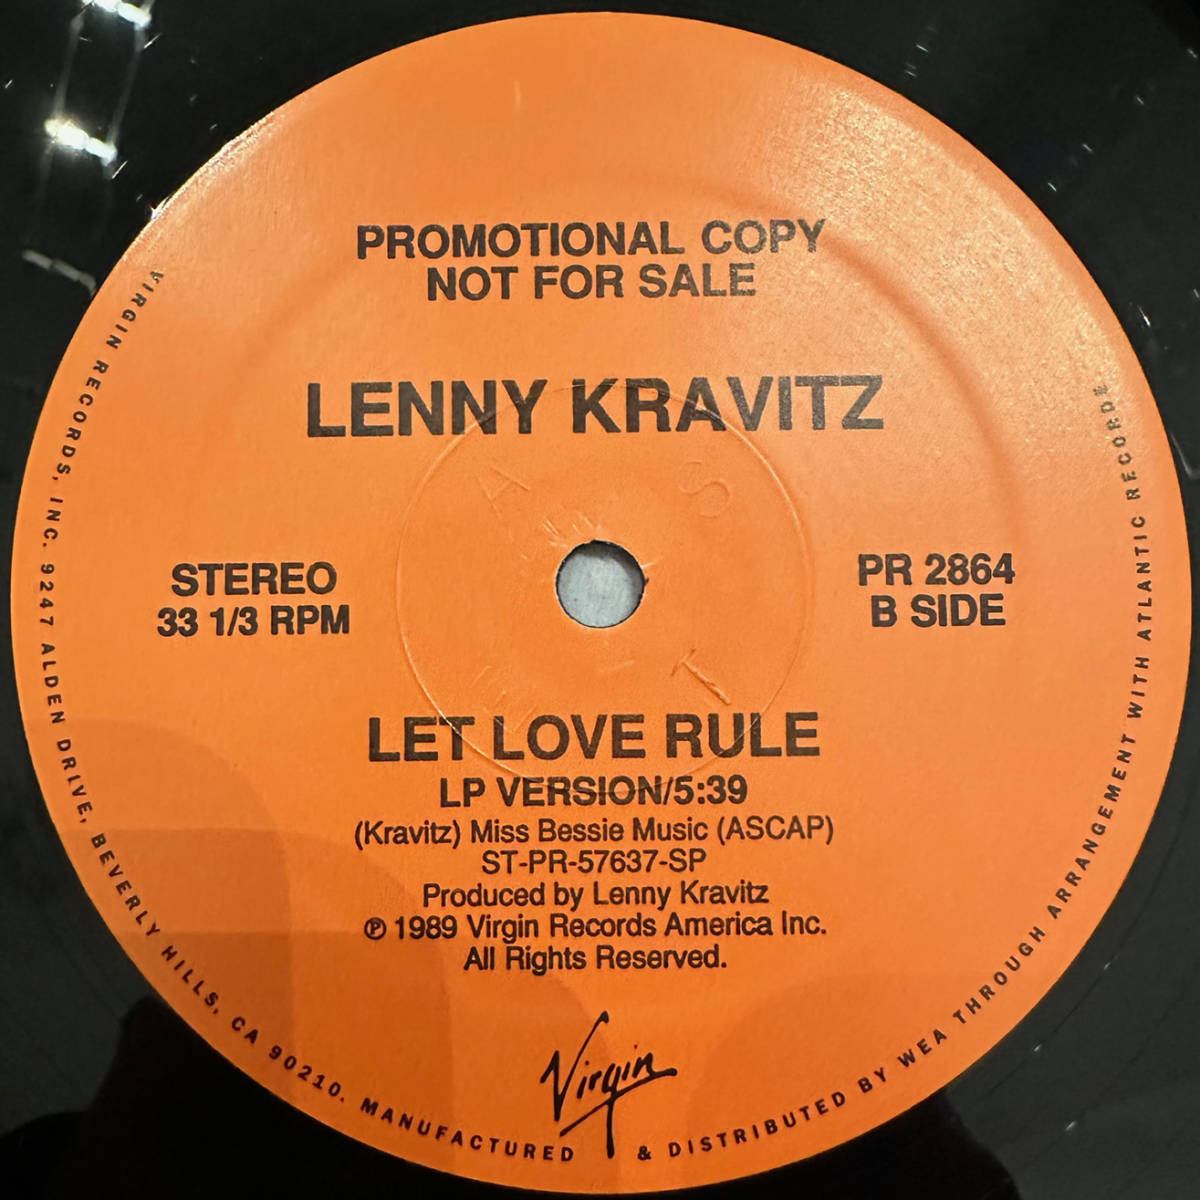 PROMOTIONAL COPY
NOT FOR SALE
LENNY KRAVITZ
STEREO
33 1/3 RPM
PR 2864
B SIDE
LET LOVE RULE
LP VERSION/5:39
(Kravitz) Miss Bessie Music (ASCAP)
ST-PR-57637-SP
Produced by Lenny Kravitz
℗ 1989 Virgin Records America Inc.
All Rights Reserved.
Virgin
VIRGIN RECORDS, INC. 9247 ALDEN DRIVE, BEVERLY HILLS, CA 90210. MANUFACTURED & DISTRIBUTED BY WEA THROUGH ARRANGEMENT WITH ATLANTIC RECORDS